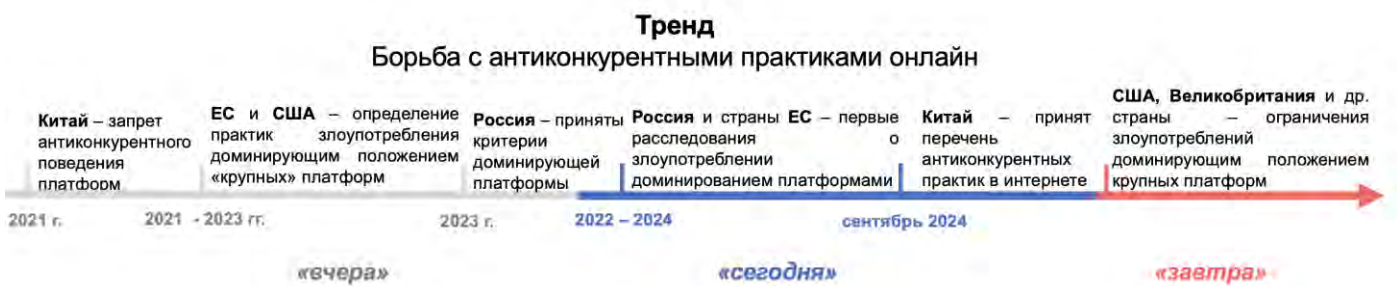 Тренд
Борьба с антиконкурентными практиками онлайн
Китай – запрет
антиконкурентного
поведения
платформ
ЕС и США – определение
практик злоупотребления
доминирующим положением
«крупных» платформ
Россия – приняты
критерии
доминирующей
платформы
Россия и страны ЕС – первые
расследования о
злоупотреблении
доминированием платформами
Китай – принят
перечень
антиконкурентных
практик в интернете
США, Великобритания и др.
страны – ограничения
злоупотреблений
доминирующим положением
крупных платформ
2021 г.
2021 - 2023 гг.
2023 г.
2022 – 2024
сентябрь 2024
«вчера»
«сегодня»
«завтра»